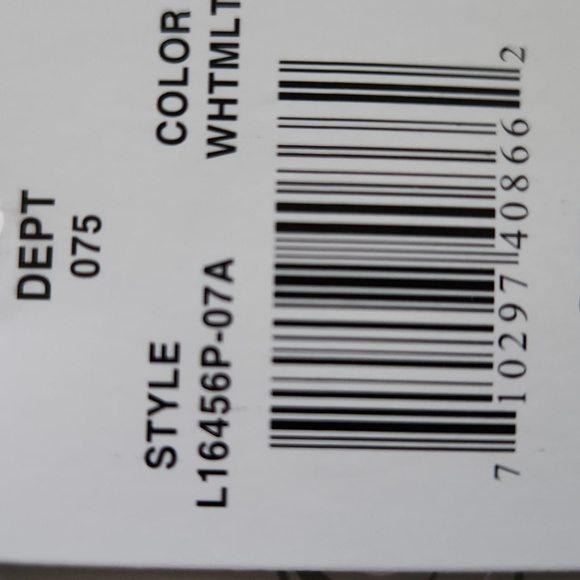 DEPT
075
STYLE COLOR
L16456P-07A WHTMLT
7 10297 40866 2